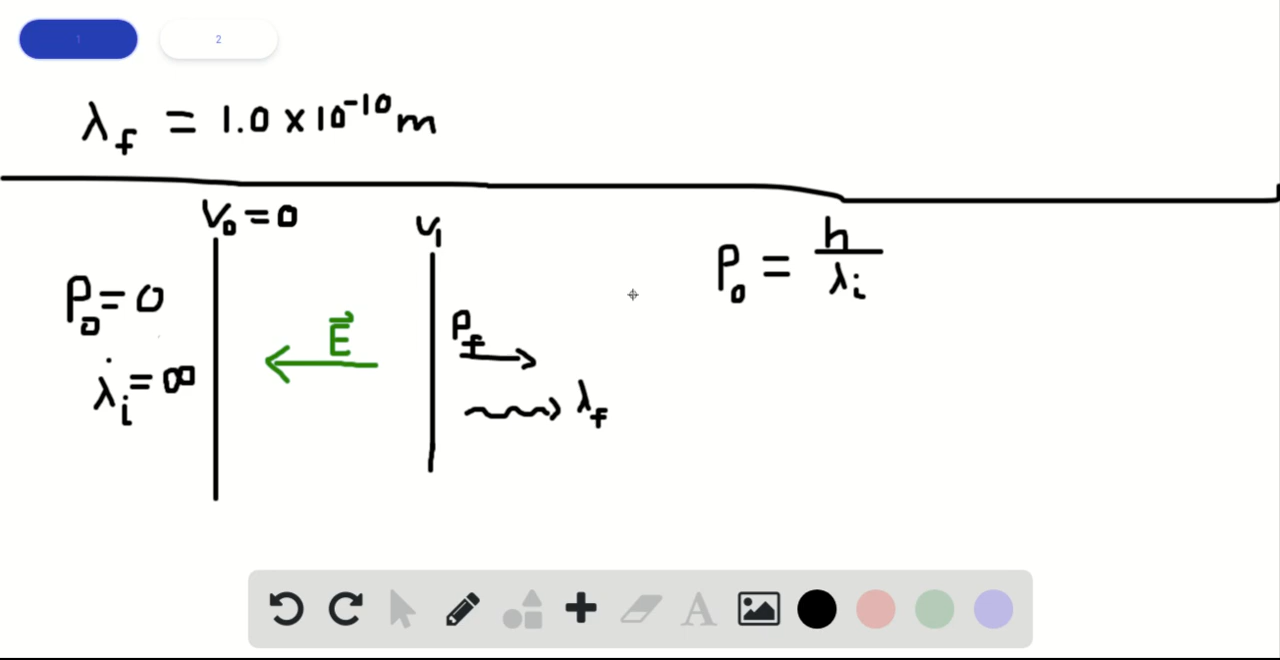 1 2
λf = 1.0 x 10^-10 m
V0 = 0
V1
P0 = 0
λi = ∞
E⃗
Pf
λf
P0 = h/λi
A